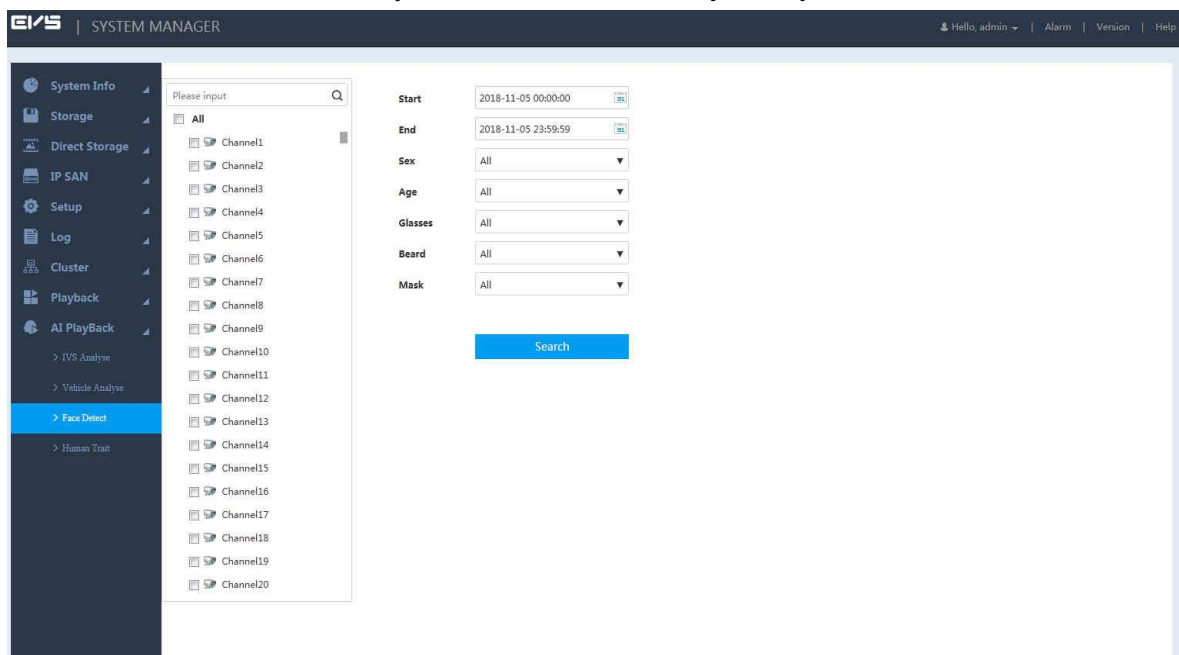 EVS | SYSTEM MANAGER
Hello, admin | Alarm | Version | Help
System Info
Storage
Direct Storage
IP SAN
Setup
Log
Cluster
Playback
AI PlayBack
> IVS Analyse
> Vehicle Analyse
> Face Detect
> Human Trait
Please input
All
Channel1
Channel2
Channel3
Channel4
Channel5
Channel6
Channel7
Channel8
Channel9
Channel10
Channel11
Channel12
Channel13
Channel14
Channel15
Channel16
Channel17
Channel18
Channel19
Channel20
Start 2018-11-05 00:00:00
End 2018-11-05 23:59:59
Sex All
Age All
Glasses All
Beard All
Mask All
Search